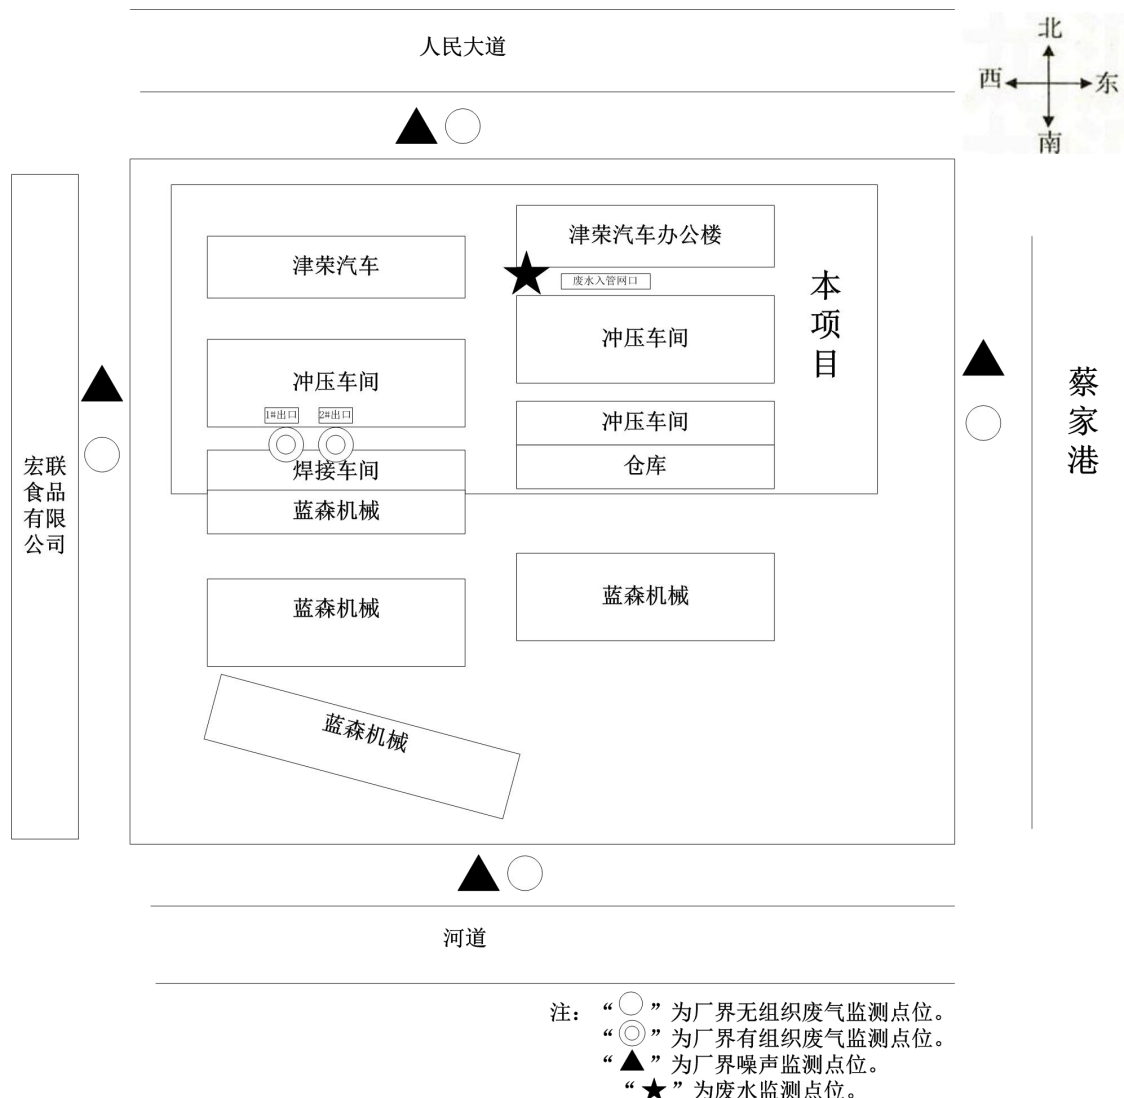 人民大道
北
西
东
南
津荣汽车
津荣汽车办公楼
废水入管网口
本项目
冲压车间
冲压车间
1#出口
2#出口
冲压车间
焊接车间
仓库
蓝森机械
蓝森机械
蓝森机械
蓝森机械
宏联
食品
有限
公司
蔡家港
河道
注：“○”为厂界无组织废气监测点位。
“◎”为厂界有组织废气监测点位。
“▲”为厂界噪声监测点位。
“★”为废水监测点位。